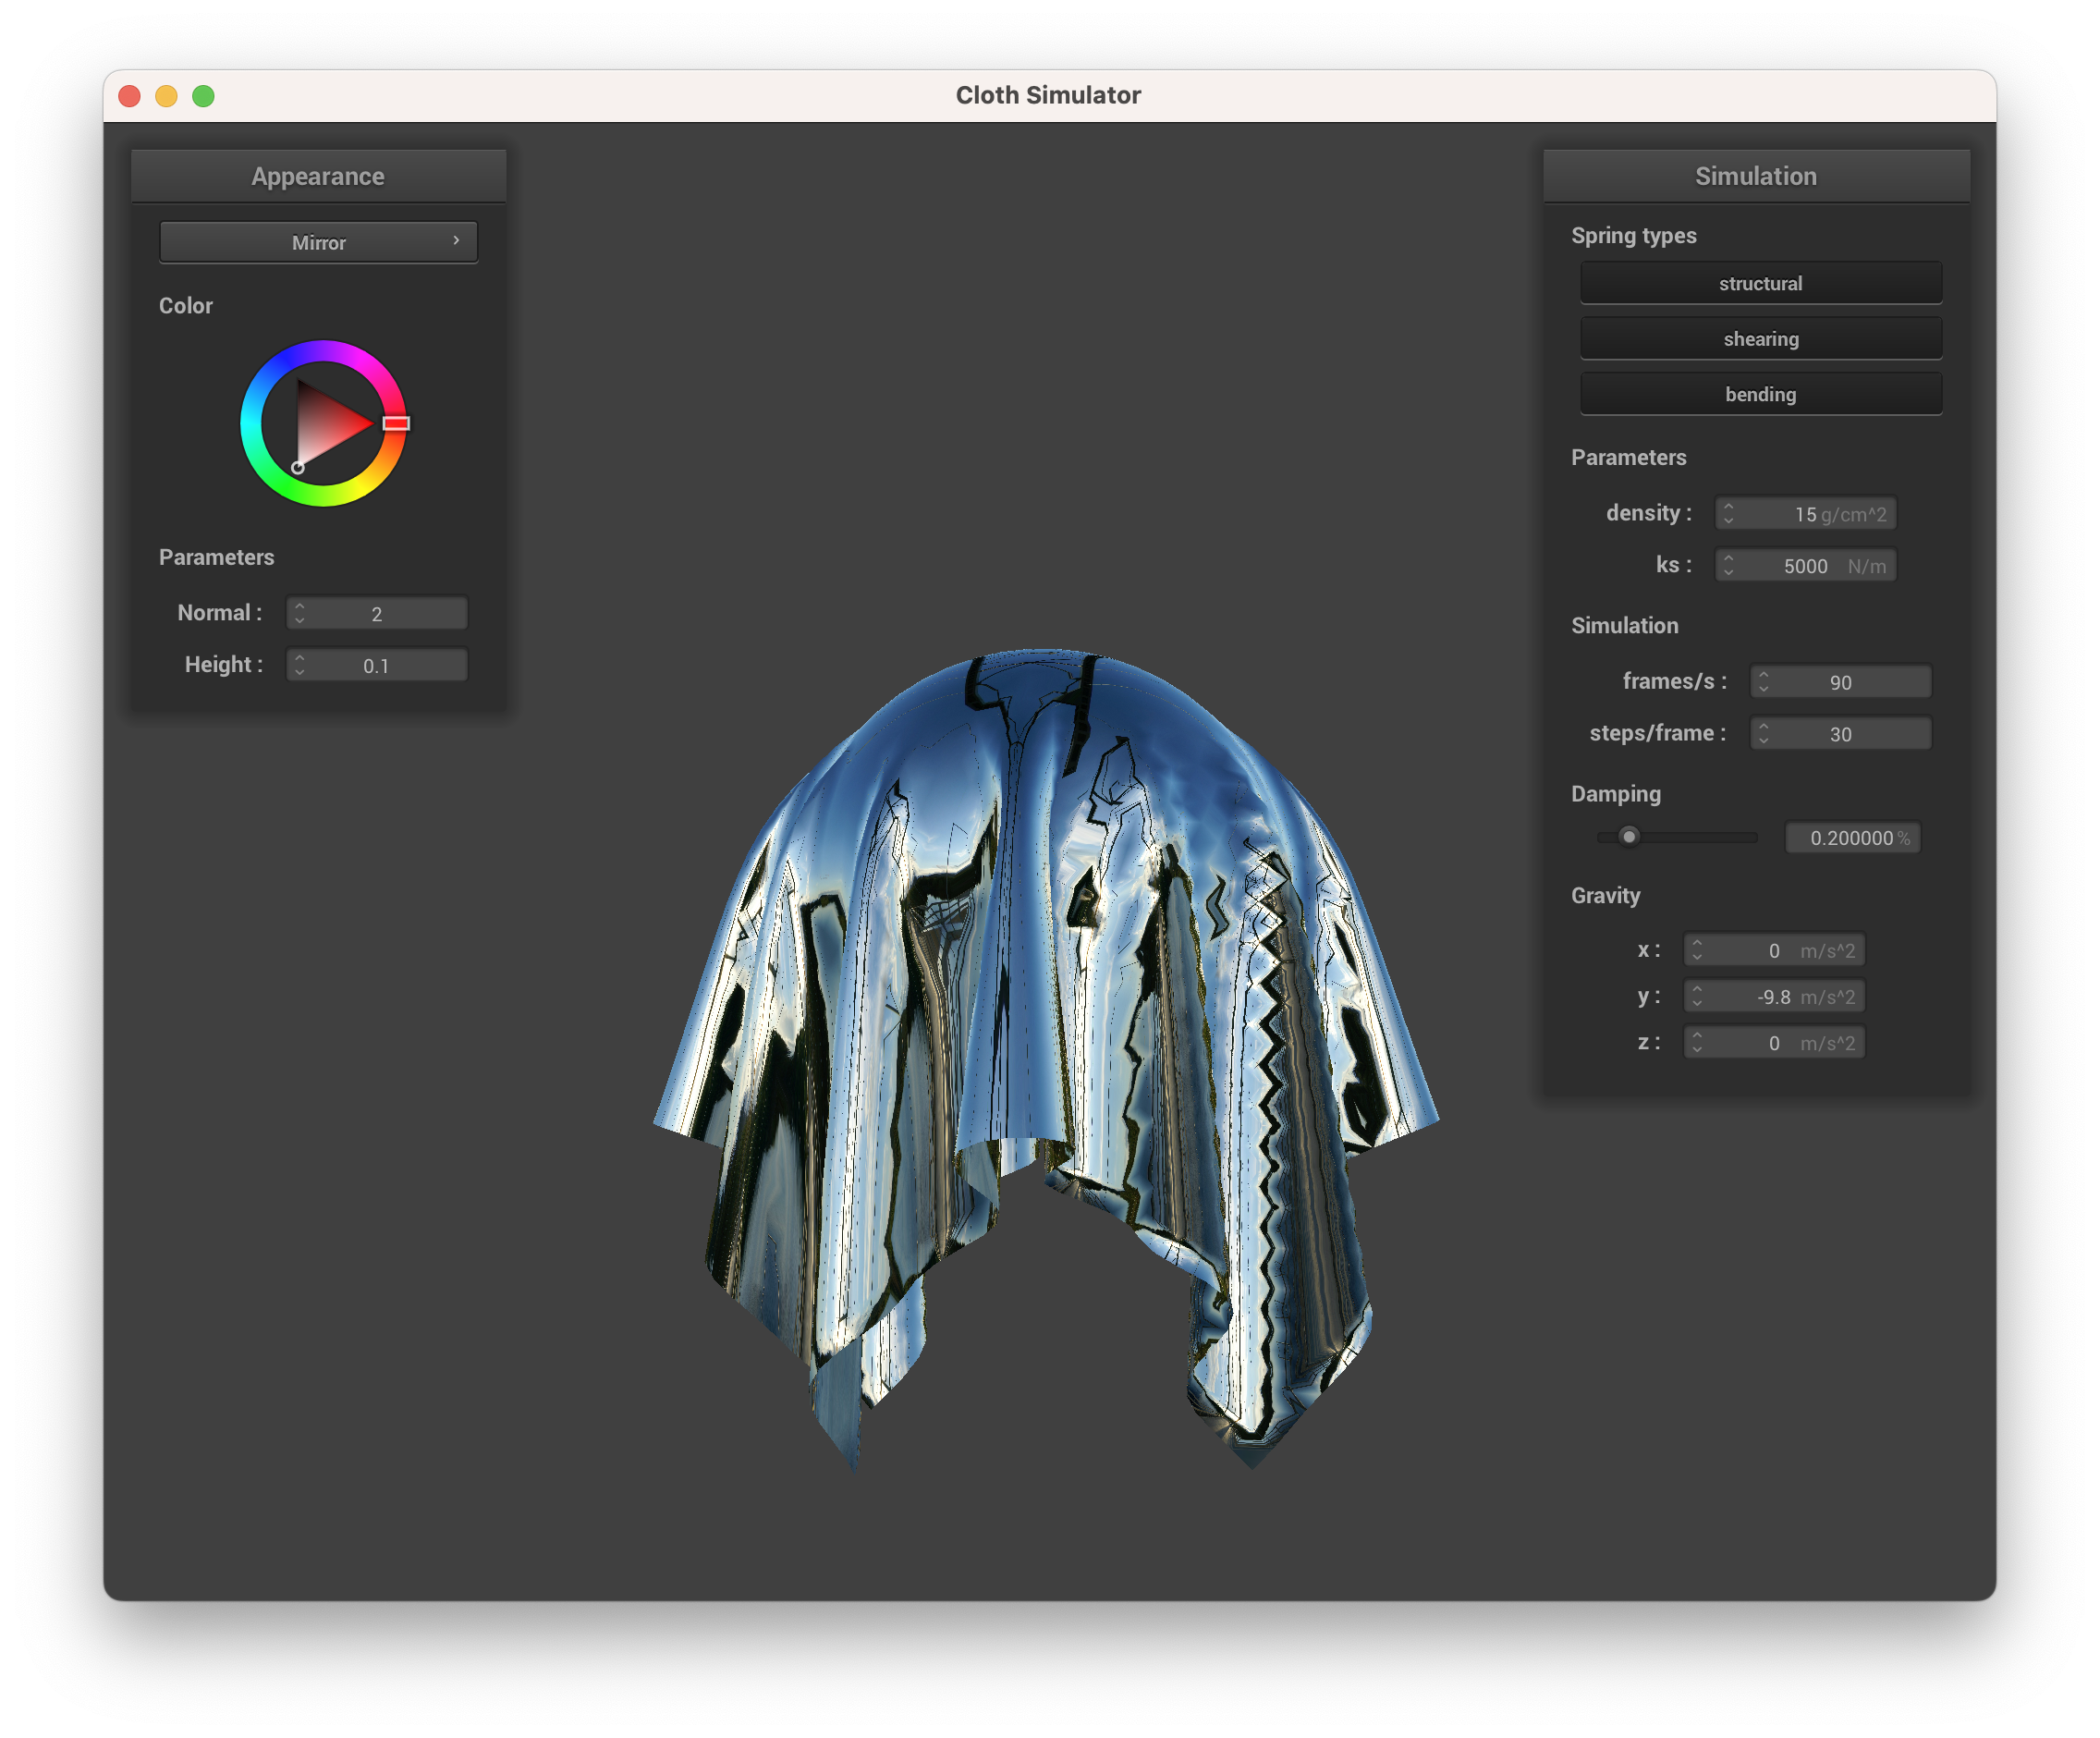 Cloth Simulator
Appearance
Mirror
Color
Parameters
Normal : 2
Height : 0.1
Simulation
Spring types
structural
shearing
bending
Parameters
density : 15 g/cm^2
ks : 5000 N/m
Simulation
frames/s : 90
steps/frame : 30
Damping
0.200000 %
Gravity
x : 0 m/s^2
y : -9.8 m/s^2
z : 0 m/s^2